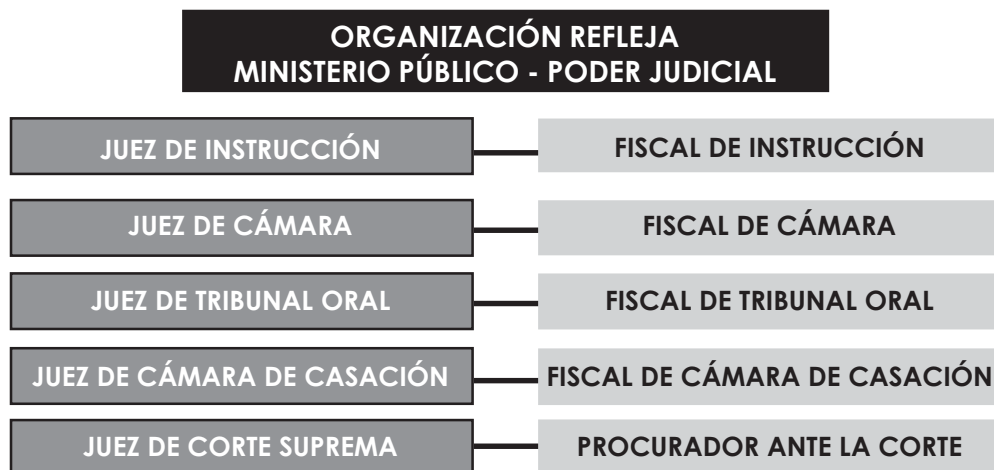 ORGANIZACIÓN REFLEJA
MINISTERIO PÚBLICO - PODER JUDICIAL
JUEZ DE INSTRUCCIÓN
FISCAL DE INSTRUCCIÓN
JUEZ DE CÁMARA
FISCAL DE CÁMARA
JUEZ DE TRIBUNAL ORAL
FISCAL DE TRIBUNAL ORAL
JUEZ DE CÁMARA DE CASACIÓN
FISCAL DE CÁMARA DE CASACIÓN
JUEZ DE CORTE SUPREMA
PROCURADOR ANTE LA CORTE